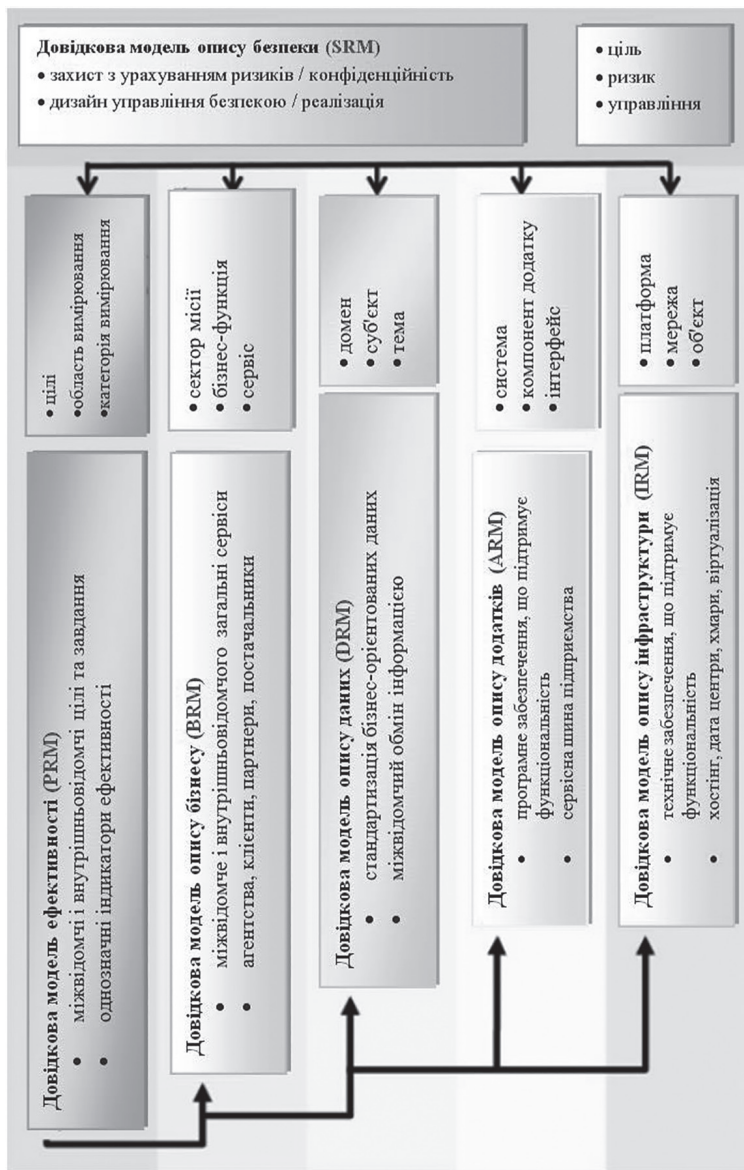 Довідкова модель опису безпеки (SRM)
• захист з урахуванням ризиків / конфіденційність
• дизайн управління безпекою / реалізація
• ціль
• ризик
• управління
Довідкова модель ефективності (PRM)
• міжвідомчі і внутрішньовідомчі цілі та завдання
• однозначні індикатори ефективності
• цілі
•область вимірювання
•категорія вимірювання
Довідкова модель опису бізнесу (BRM)
• міжвідомче і внутрішньовідомчого загальні сервіси
• агентства, клієнти, партнери, постачальники
•сектор місії
•бізнес-функція
•сервіс
Довідкова модель опису даних (DRM)
• стандартизація бізнес-орієнтованих даних
• міжвідомчий обмін інформацією
•домен
•суб'єкт
•тема
Довідкова модель опису додатків (ARM)
• програмне забезпечення, що підтримує
функціональність
• сервісна шина підприємства
•система
• компонент додатку
•інтерфейс
Довідкова модель опису інфраструктури (IRM)
• технічне забезпечення, що підтримує
функціональність
• хостінг, дата центри, хмари, віртуалізація
•платформа
•мережа
•об'єкт